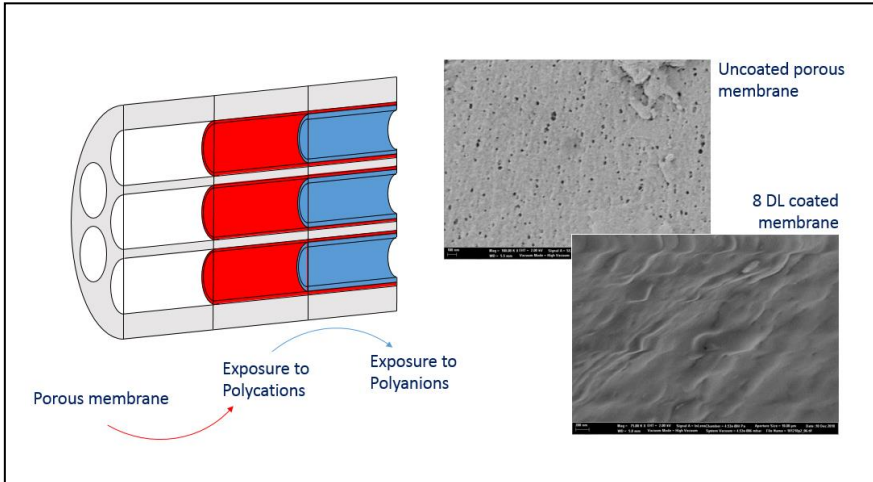 Uncoated porous
membrane
8 DL coated
membrane
Exposure to
Polycations
Exposure to
Polyanions
Porous membrane